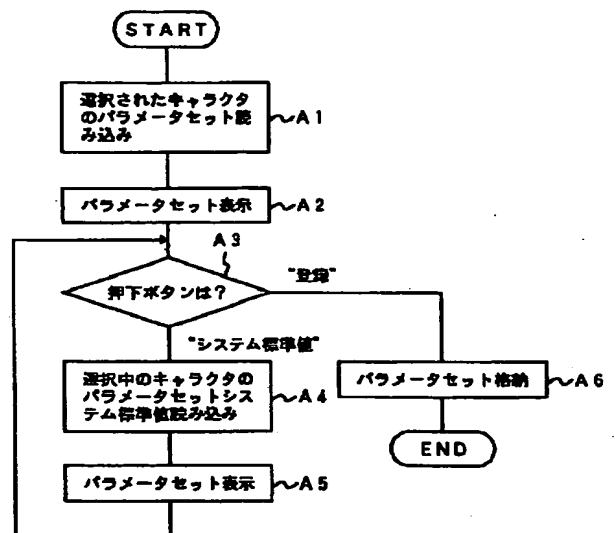 START
選択されたキャラクタ
のパラメータセット読
み込み
A1
パラメータセット表示
A2
A3
押下ボタンは？
"登録"
"システム標準値"
選択中のキャラクタの
パラメータセットシス
テム標準値読み込み
A4
パラメータセット格納
A6
END
パラメータセット表示
A5